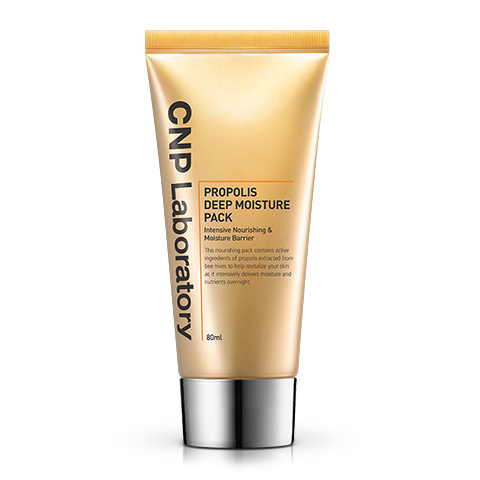 CNP Laboratory
PROPOLIS
DEEP MOISTURE
PACK
Intensive Nourishing &
Moisture Barrier
This nourishing pack contains active
ingredients of propolis extracted from
bee hives to help revitalize your skin
as it intensively delivers moisture and
nutrients overnight.
80ml